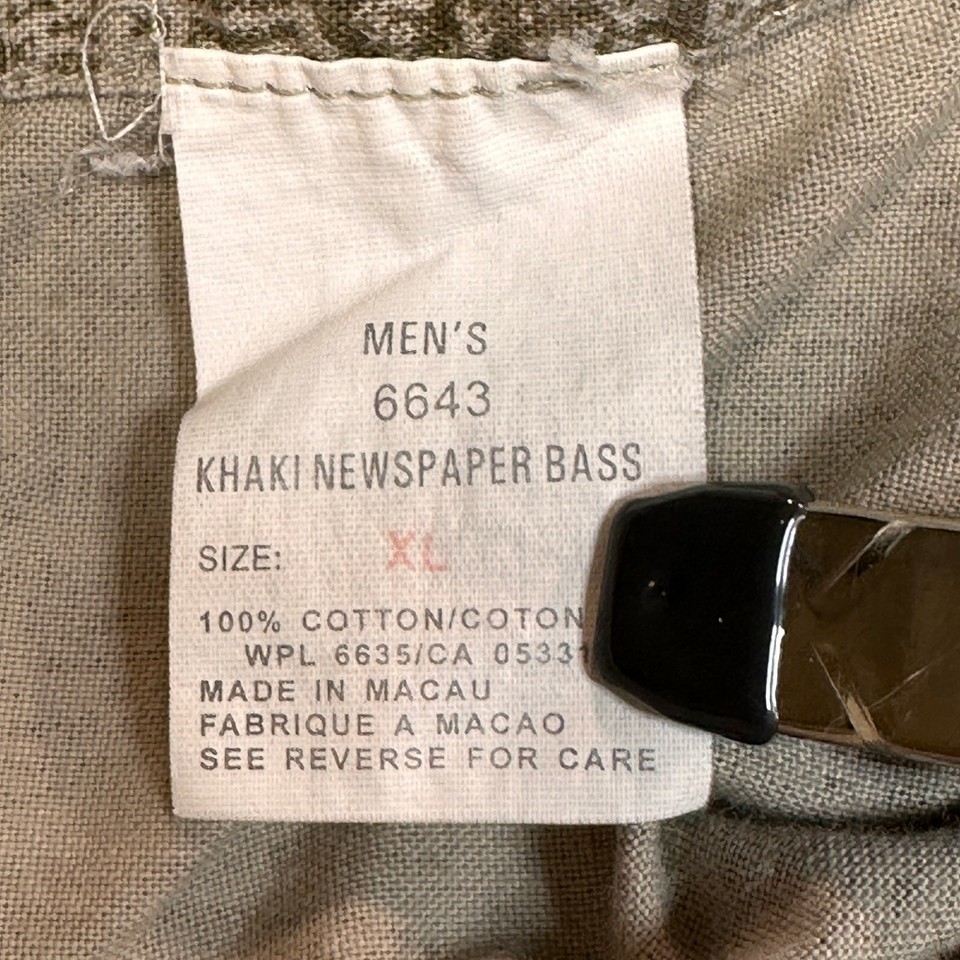 MEN'S
6643
KHAKI NEWSPAPER BASS
SIZE: XL
100% COTTON/COTON
WPL 6635/CA
MADE IN MACAU
FABRIQUE A MACAO
SEE REVERSE FOR CARE